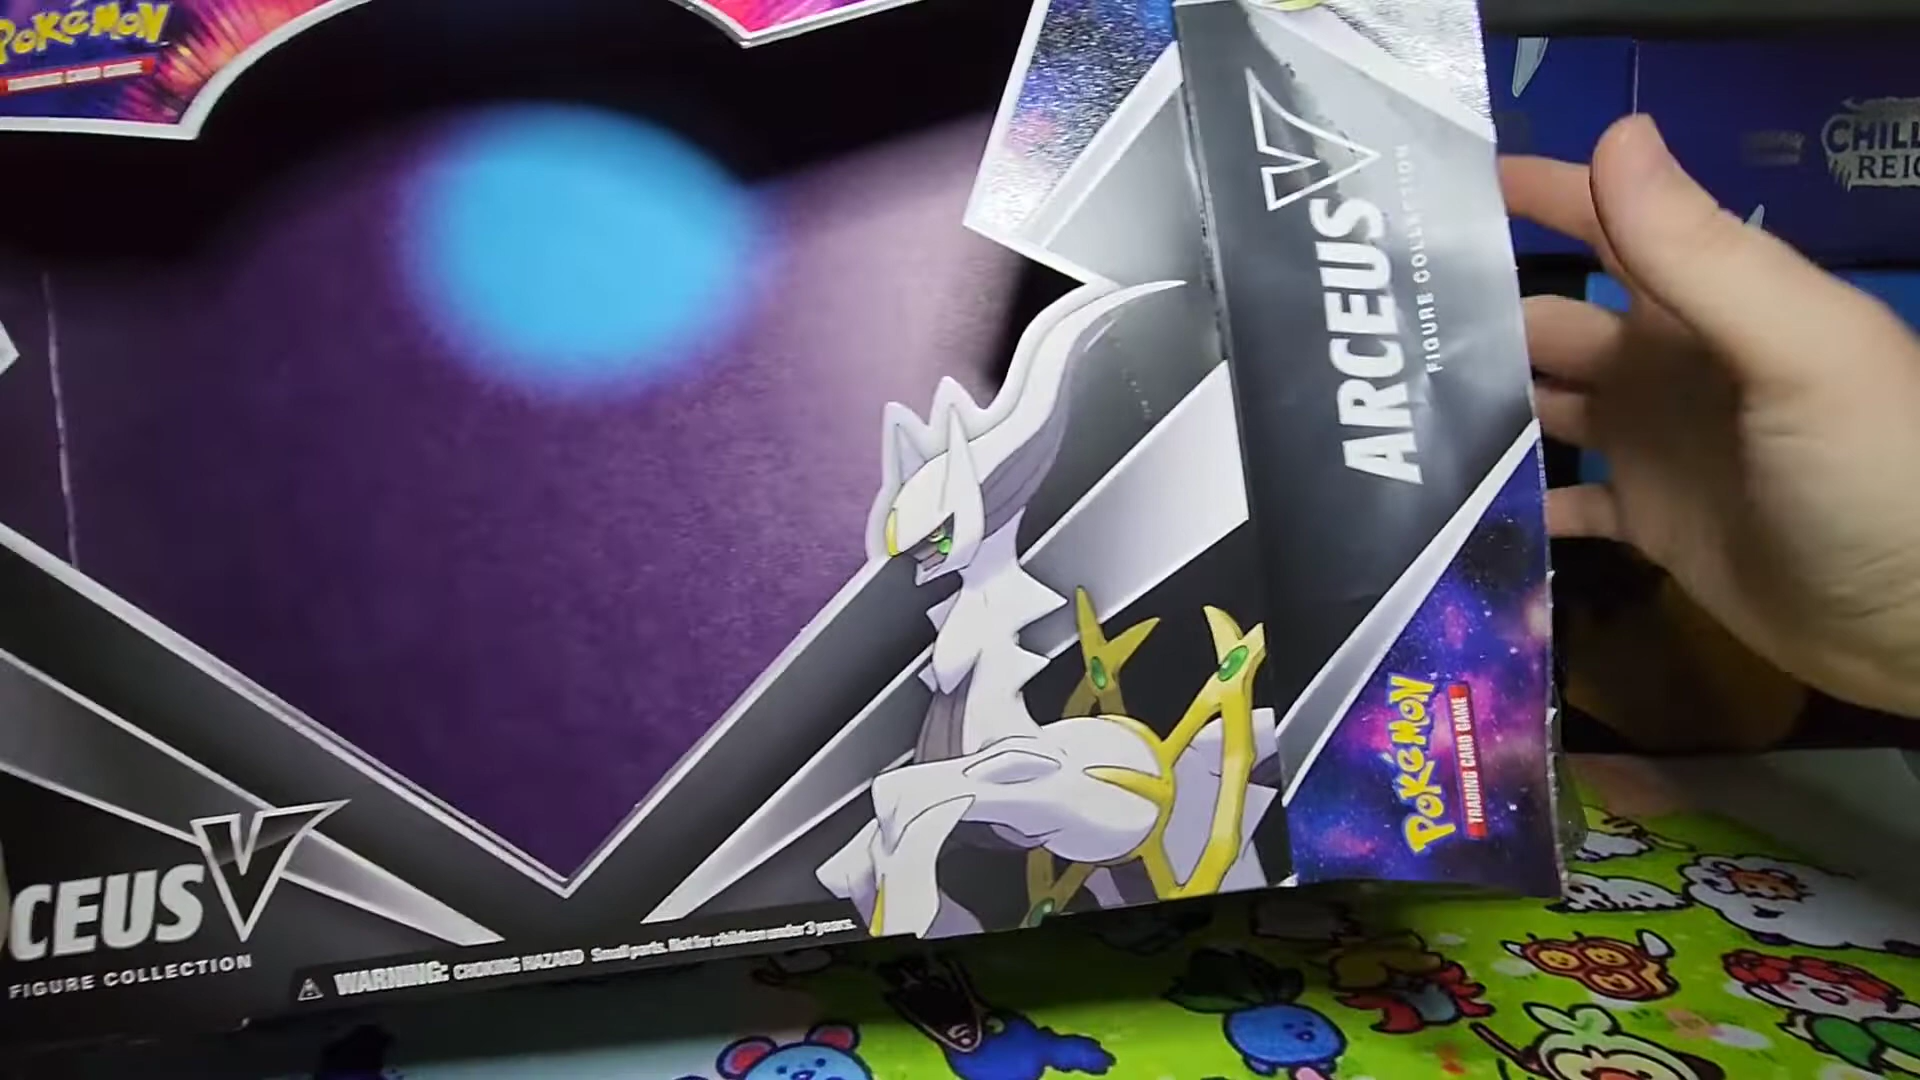 POKéMON
TRADING CARD GAME
ARCEUS V
FIGURE COLLECTION
CHILL
REIG
POKéMON
TRADING CARD GAME
CEUS V
FIGURE COLLECTION
WARNING: CHOKING HAZARD Small parts. Not for children under 3 years.